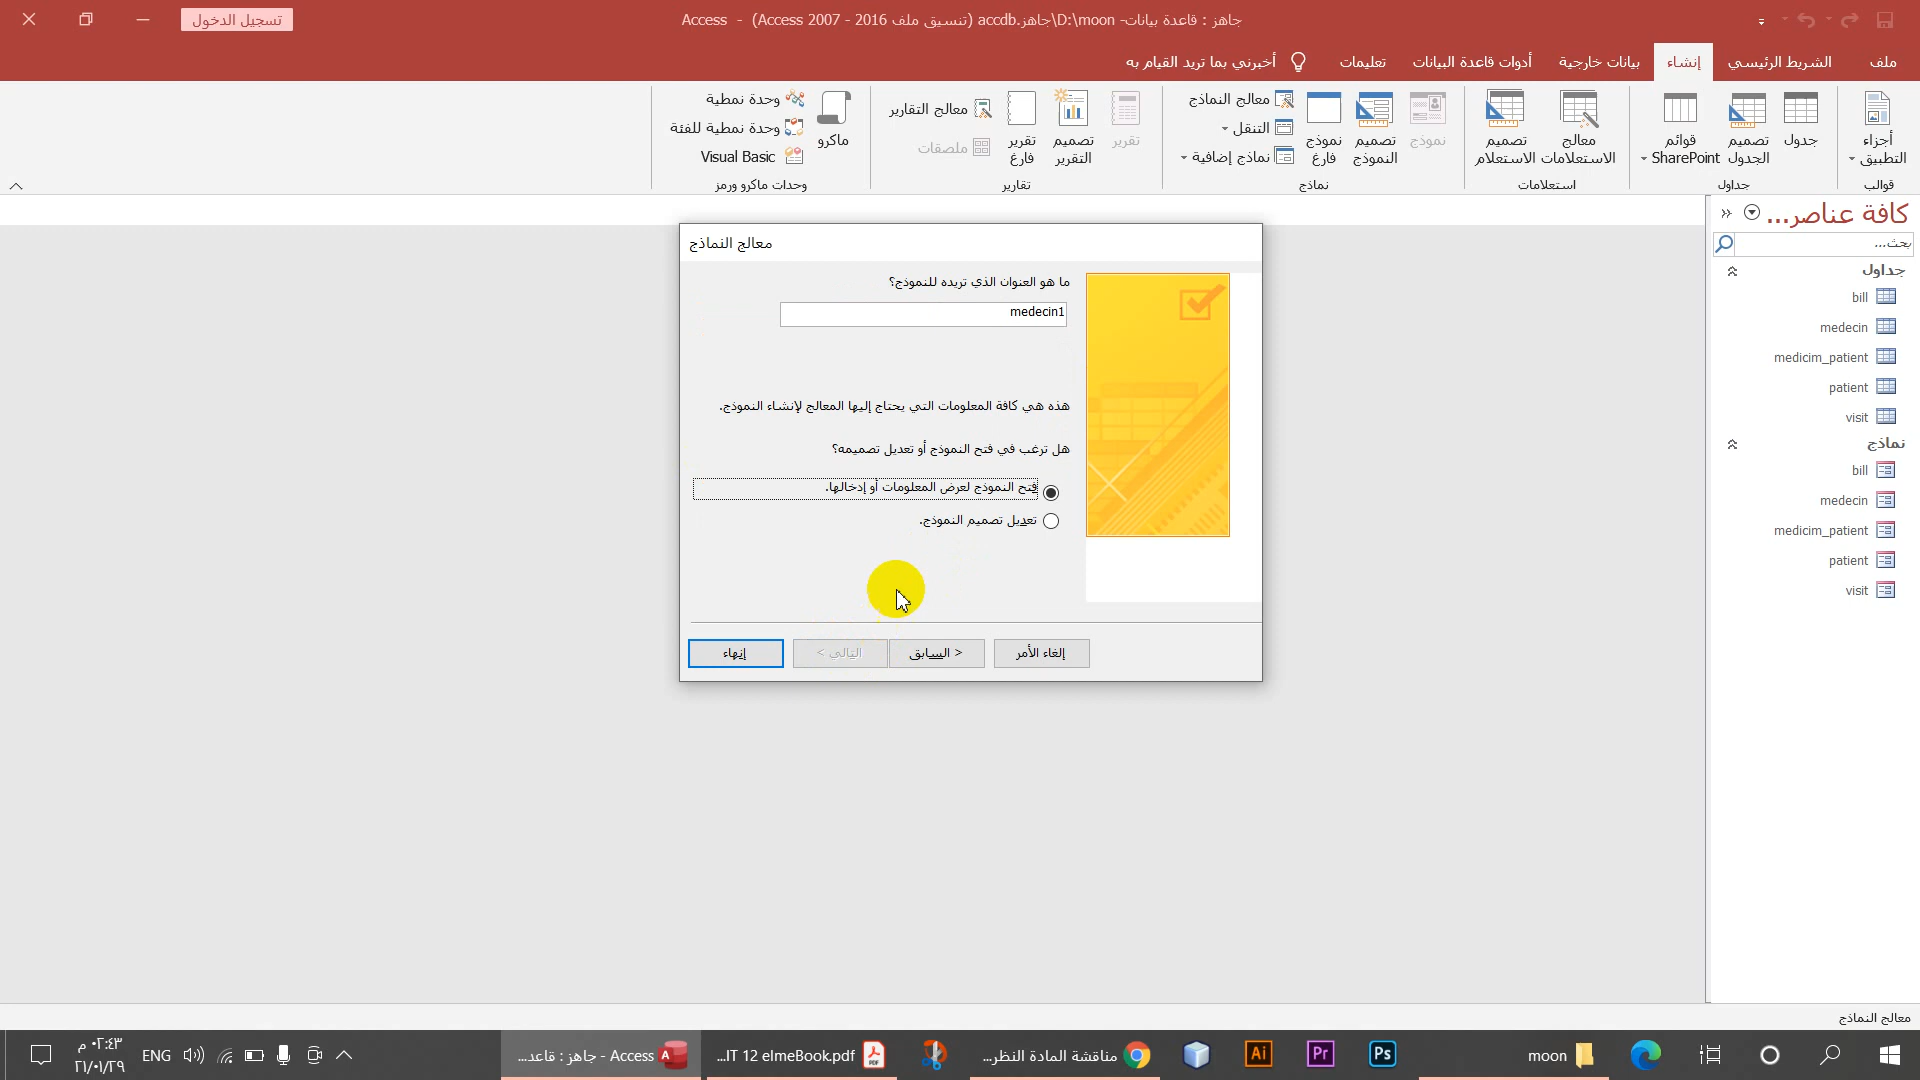 جاهز : قاعدة بيانات- D:\moon\جاهز.accdb (تنسيق ملف Access 2007 - 2016) - Access
تسجيل الدخول
ملف
الشريط الرئيسي
إنشاء
بيانات خارجية
أدوات قاعدة البيانات
تعليمات
أخبرني بما تريد القيام به
أجزاء التطبيق
قوالب
جدول
تصميم الجدول
قوائم SharePoint
جداول
معالج الاستعلامات
تصميم الاستعلام
استعلامات
نموذج
تصميم النموذج
نموذج فارغ
معالج النماذج
التنقل
نماذج إضافية
نماذج
تقرير
تصميم التقرير
تقرير فارغ
معالج التقارير
ملصقات
تقارير
ماكرو
وحدة نمطية
وحدة نمطية للفئة
Visual Basic
وحدات ماكرو ورمز
كافة عناصر...
بحث...
جداول
bill
medecin
medicim_patient
patient
visit
نماذج
bill
medecin
medicim_patient
patient
visit
معالج النماذج
ما هو العنوان الذي تريده للنموذج؟
medecin1
هذه هي كافة المعلومات التي يحتاج إليها المعالج لإنشاء النموذج.
هل ترغب في فتح النموذج أو تعديل تصميمه؟
فتح النموذج لعرض المعلومات أو إدخالها.
تعديل تصميم النموذج.
إلغاء الأمر
< السابق
التالي >
إنهاء
معالج النماذج
moon
Ps
Pr
Ai
مناقشة المادة النظر...
IT 12 elmeBook.pdf...
Access - جاهز : قاعد...
ENG
٠٢:٤٣ م
٢١/٠١/٢٩